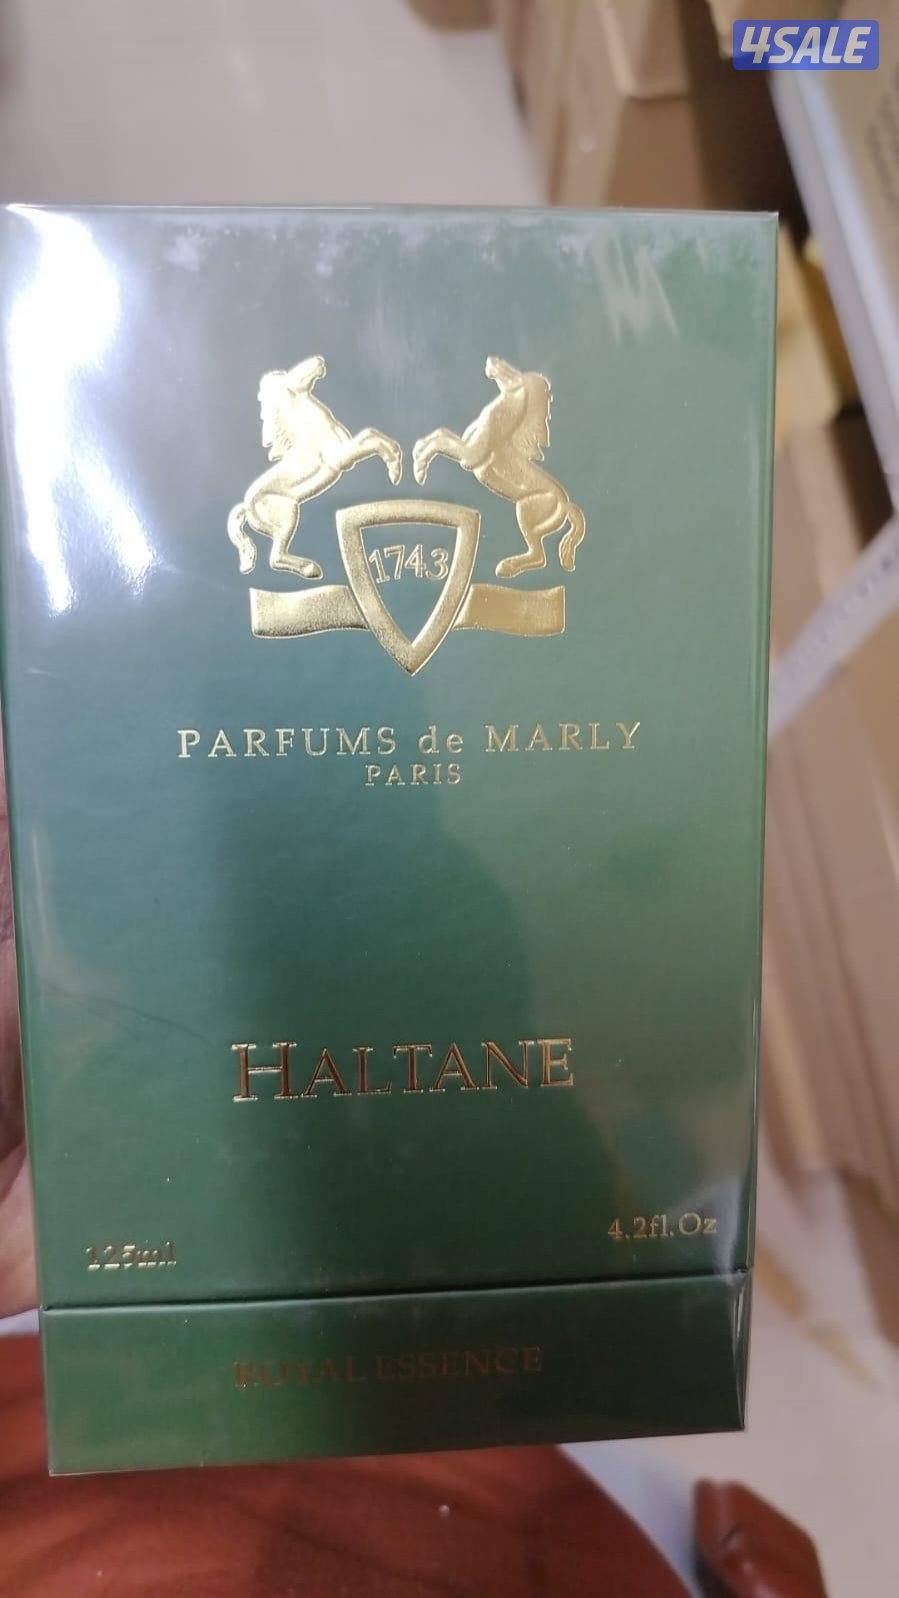 4SALE
1743
PARFUMS de MARLY
PARIS
HALTANE
125ml
4.2fl.Oz
ROYAL ESSENCE